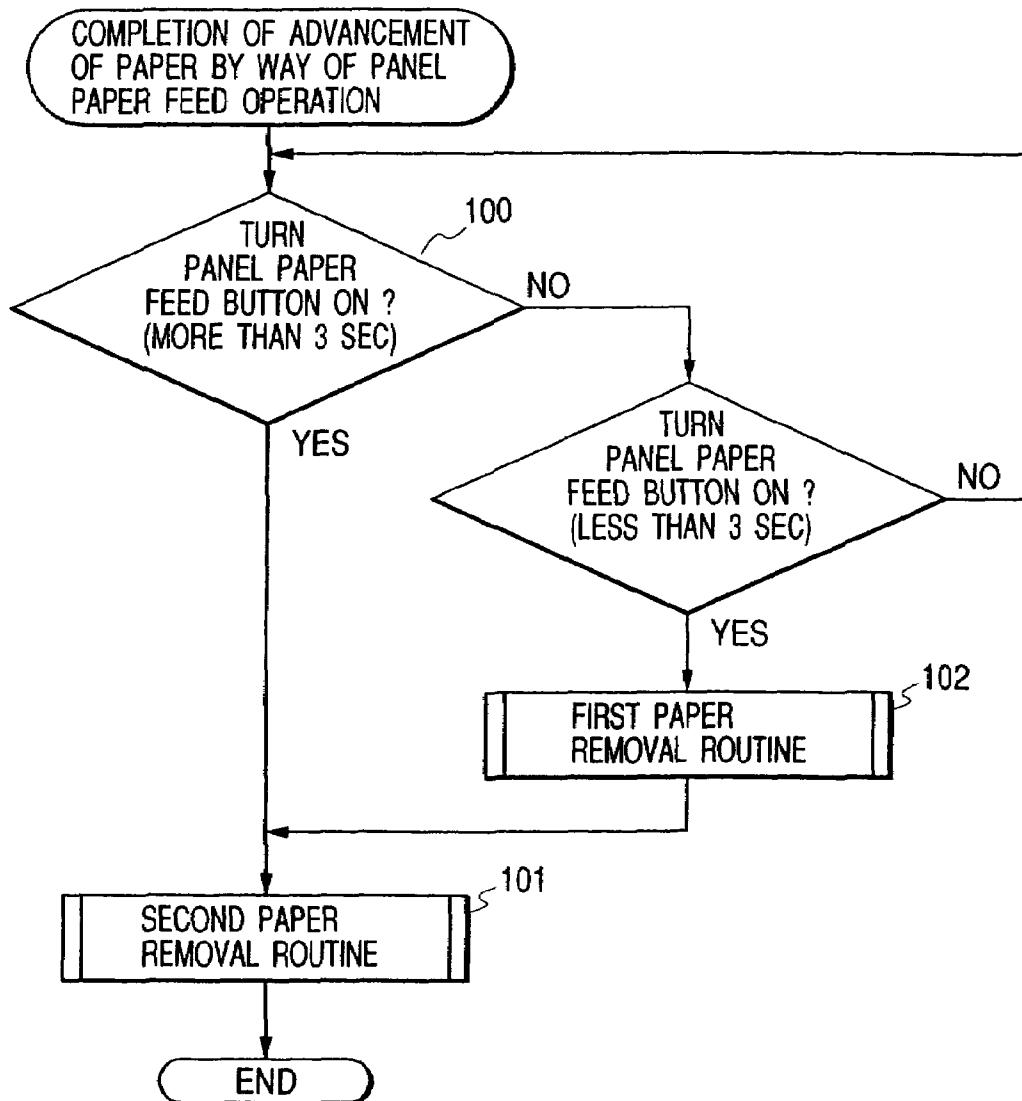 COMPLETION OF ADVANCEMENT
OF PAPER BY WAY OF PANEL
PAPER FEED OPERATION
100
TURN
PANEL PAPER
FEED BUTTON ON ?
(MORE THAN 3 SEC)
NO
YES
TURN
PANEL PAPER
FEED BUTTON ON ?
(LESS THAN 3 SEC)
NO
YES
102
FIRST PAPER
REMOVAL ROUTINE
101
SECOND PAPER
REMOVAL ROUTINE
END